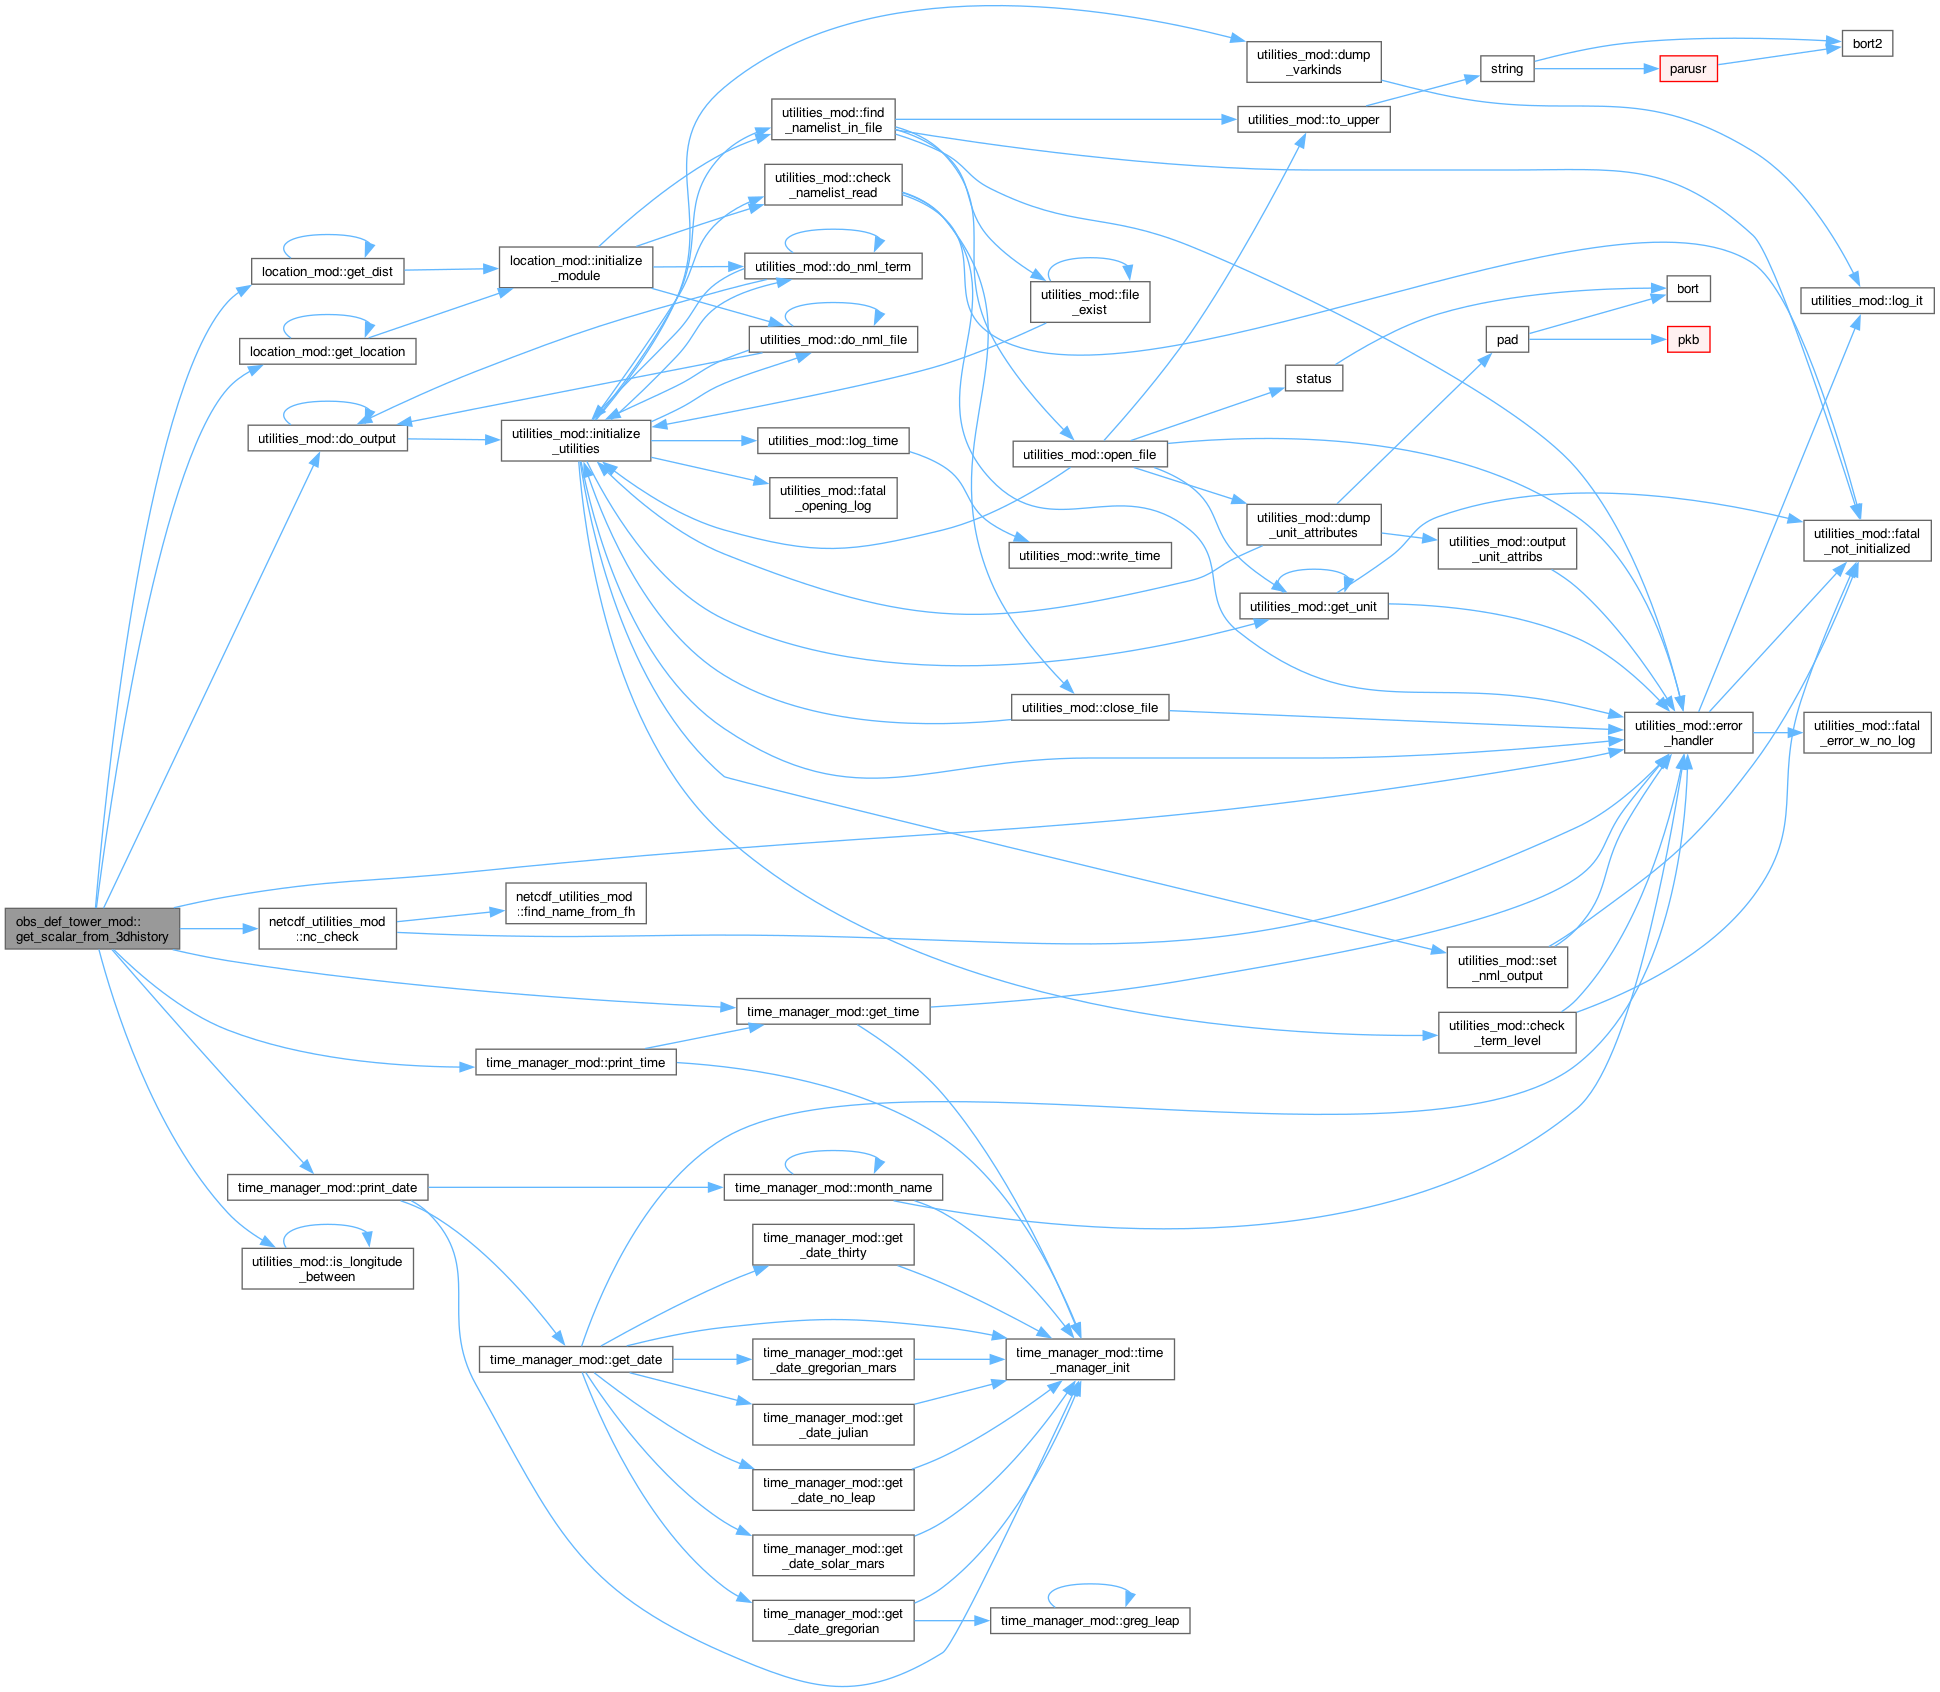 obs_def_tower_mod::
get_scalar_from_3dhistory
location_mod::get_dist
location_mod::get_location
utilities_mod::do_output
netcdf_utilities_mod
::nc_check
time_manager_mod::print_date
utilities_mod::is_longitude
_between
location_mod::initialize
_module
utilities_mod::initialize
_utilities
netcdf_utilities_mod
::find_name_from_fh
time_manager_mod::print_time
time_manager_mod::get_date
utilities_mod::find
_namelist_in_file
utilities_mod::check
_namelist_read
utilities_mod::do_nml_term
utilities_mod::do_nml_file
utilities_mod::log_time
utilities_mod::fatal
_opening_log
time_manager_mod::get_time
time_manager_mod::month_name
time_manager_mod::get
_date_thirty
time_manager_mod::get
_date_gregorian_mars
time_manager_mod::get
_date_julian
time_manager_mod::get
_date_no_leap
time_manager_mod::get
_date_solar_mars
time_manager_mod::get
_date_gregorian
utilities_mod::file
_exist
utilities_mod::open_file
utilities_mod::write_time
utilities_mod::close_file
time_manager_mod::time
_manager_init
time_manager_mod::greg_leap
utilities_mod::dump
_varkinds
utilities_mod::to_upper
status
utilities_mod::dump
_unit_attributes
utilities_mod::get_unit
string
pad
utilities_mod::output
_unit_attribs
utilities_mod::set
_nml_output
utilities_mod::check
_term_level
parusr
bort
pkb
utilities_mod::error
_handler
bort2
utilities_mod::log_it
utilities_mod::fatal
_not_initialized
utilities_mod::fatal
_error_w_no_log